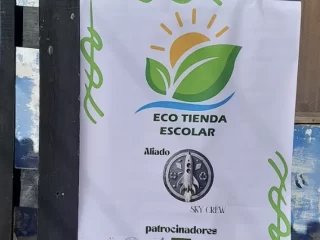 ECO TIENDA
ESCOLAR
Aliado
SKY CREW
patrocinadores